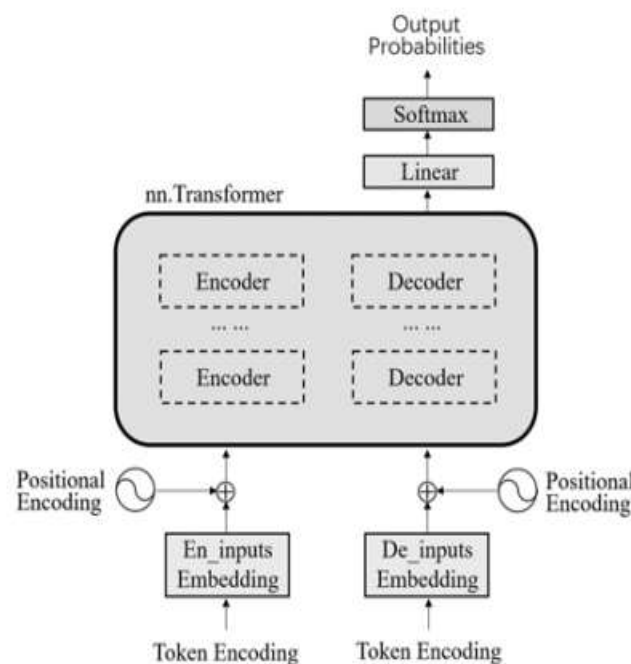 Output
Probabilities
Softmax
Linear
nn.Transformer
Encoder
Decoder
... ...
... ...
Encoder
Decoder
Positional
Encoding
Positional
Encoding
En_inputs
Embedding
De_inputs
Embedding
Token Encoding
Token Encoding